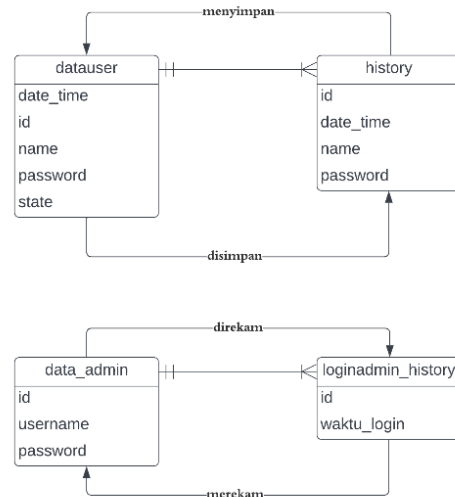 menyimpan
datauser
date_time
id
name
password
state
history
id
date_time
name
password
disimpan
direkam
data_admin
id
username
password
loginadmin_history
id
waktu_login
merekam